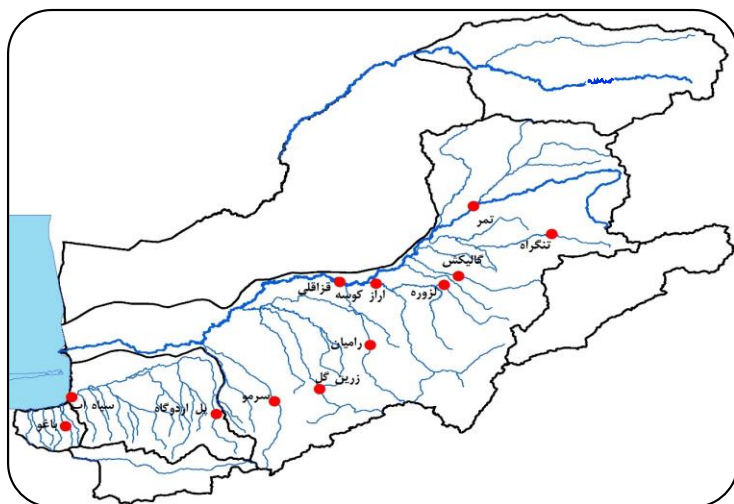 تمر
تنگراه
گالیکش
لزوره
قزاقلی
اراز کوسه
رامیان
زرین گل
سرمو
پل اردوگاه
سیاه آب
باغو